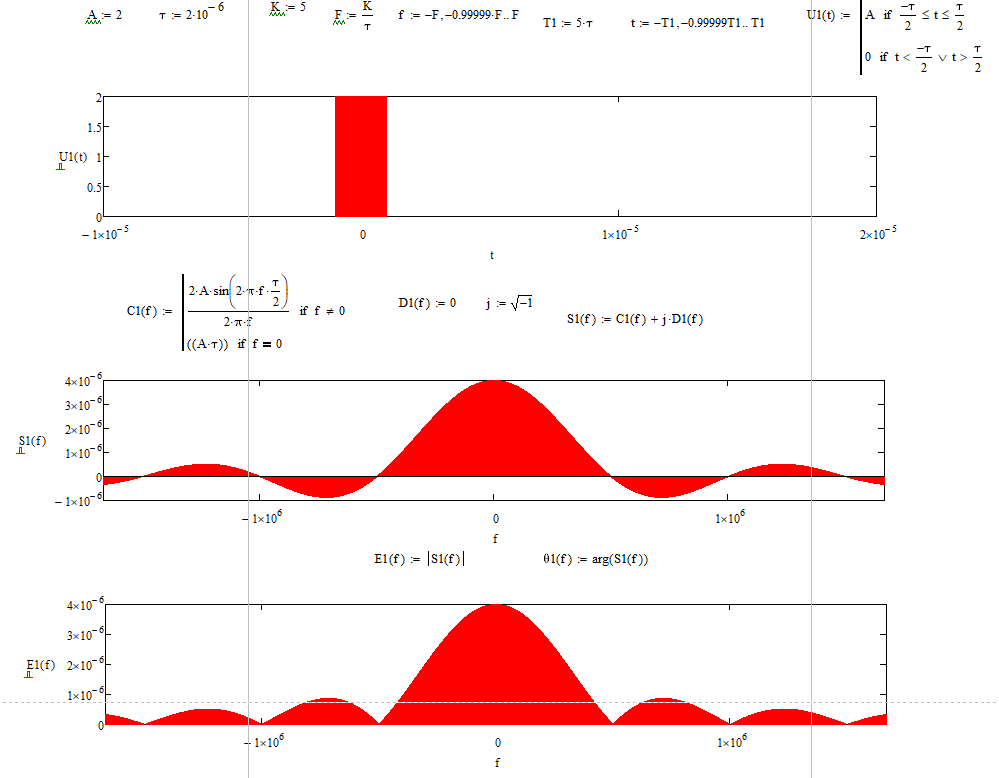 A := 2 τ := 2·10^-6 K := 5 F := K/τ f := -F, -0.99999·F.. F T1 := 5·τ t := -T1, -0.99999T1.. T1 U1(t) := | A if -τ/2 ≤ t ≤ τ/2
0 if t < -τ/2 ∨ t > τ/2
2
1.5
U1(t) 1
0.5
0
-1×10^-5 0 1×10^-5 2×10^-5
t
C1(f) := | 2·A·sin(2·π·f·τ/2)/(2·π·f) if f ≠ 0 D1(f) := 0 j := √-1 S1(f) := C1(f) + j·D1(f)
((A·τ)) if f = 0
4×10^-6
3×10^-6
S1(f) 2×10^-6
1×10^-6
0
-1×10^-6
-1×10^6 0 1×10^6
f
E1(f) := |S1(f)| θ1(f) := arg(S1(f))
4×10^-6
3×10^-6
E1(f) 2×10^-6
1×10^-6
0
-1×10^6 0 1×10^6
f